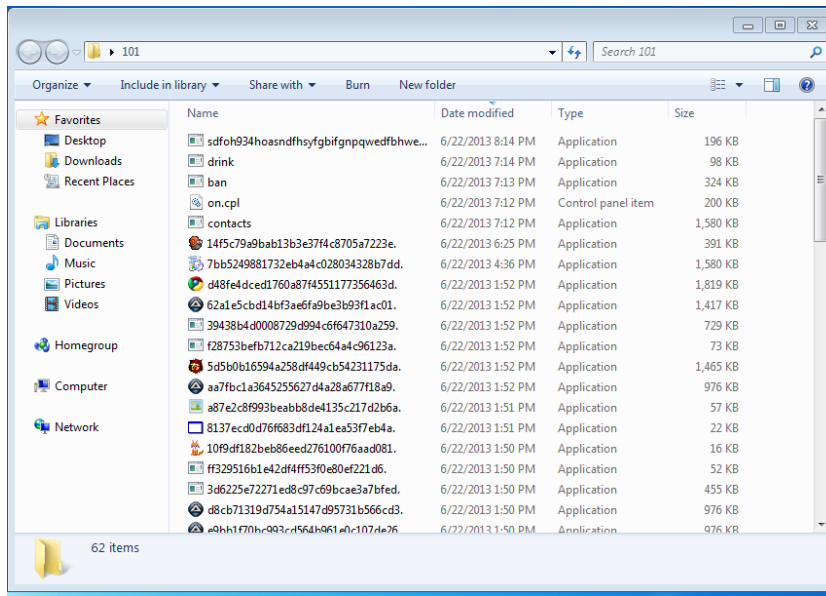 101
Search 101
Organize Include in library Share with Burn New folder
Name Date modified Type Size
Favorites
Desktop
Downloads
Recent Places
Libraries
Documents
Music
Pictures
Videos
Homegroup
Computer
Network
sdfoh934hoasndfhsyfgbifgnpqwedfbhwe... 6/22/2013 8:14 PM Application 196 KB
drink 6/22/2013 7:14 PM Application 98 KB
ban 6/22/2013 7:13 PM Application 324 KB
on.cpl 6/22/2013 7:12 PM Control panel item 200 KB
contacts 6/22/2013 7:12 PM Application 1,580 KB
14f5c79a9bab13b3e37f4c8705a7223e. 6/22/2013 6:25 PM Application 391 KB
7bb5249881732eb4a4c028034328b7dd. 6/22/2013 4:36 PM Application 1,580 KB
d48fe4dced1760a87f4551177356463d. 6/22/2013 1:52 PM Application 1,819 KB
62a1e5cbd14bf3ae6fa9be3b93f1ac01. 6/22/2013 1:52 PM Application 1,417 KB
39438b4d0008729d994c6ff647310a259. 6/22/2013 1:52 PM Application 729 KB
f28753befb712ca219bec64a4c96123a. 6/22/2013 1:52 PM Application 73 KB
5d5b0b16594a258df449cb54231175da. 6/22/2013 1:52 PM Application 1,465 KB
aa7fbc1a3645255627d4a28a677f18a9. 6/22/2013 1:52 PM Application 976 KB
a87e2c8f993beabb8de4135c217d2b6a. 6/22/2013 1:51 PM Application 57 KB
8137ecd0d76f683df124a1ea53f7eb4a. 6/22/2013 1:51 PM Application 22 KB
10f9df182beb86eed276100f76aad081. 6/22/2013 1:50 PM Application 16 KB
ff329516b1e42df4ff53f0e80ef221d6. 6/22/2013 1:50 PM Application 52 KB
3d6225e72271ed8c97c69bcae3a7bfed. 6/22/2013 1:50 PM Application 455 KB
d8cb71319d754a15147d95731b566cd3. 6/22/2013 1:50 PM Application 976 KB
6/22/2013 1:50 PM Application 976 KB
62 items